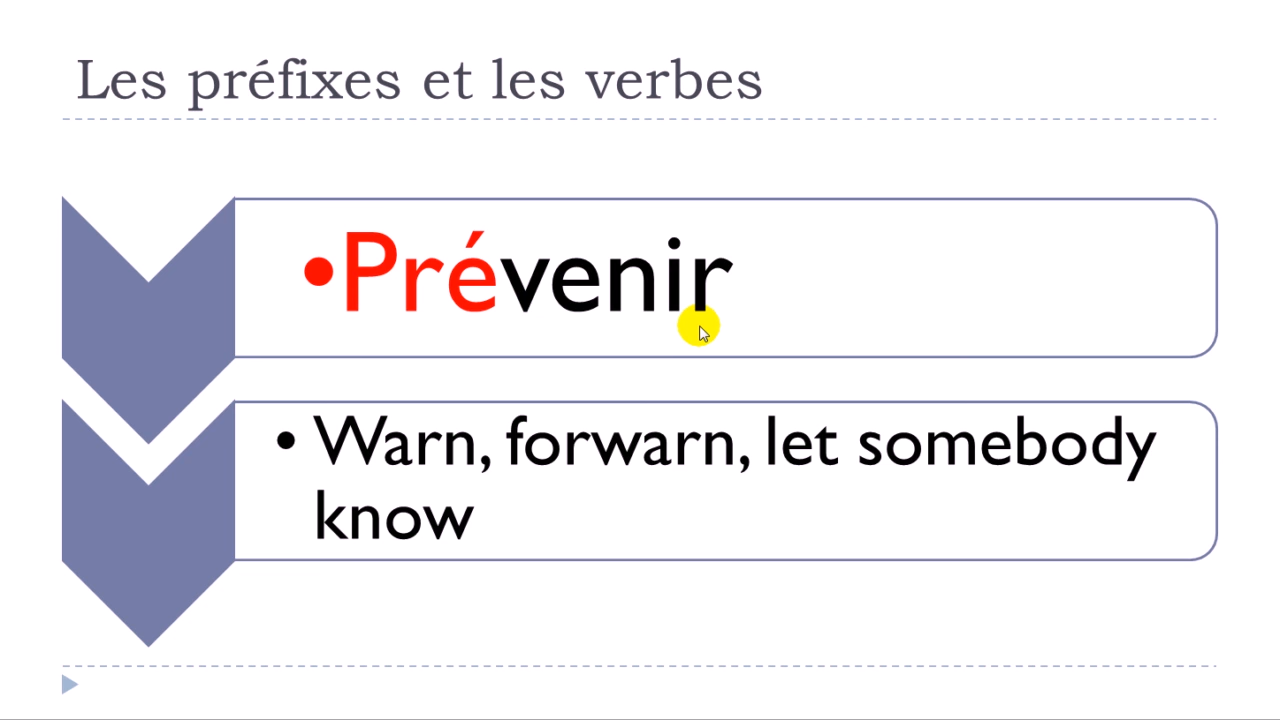 Les préfixes et les verbes
•Prévenir
• Warn, forwarn, let somebody
know